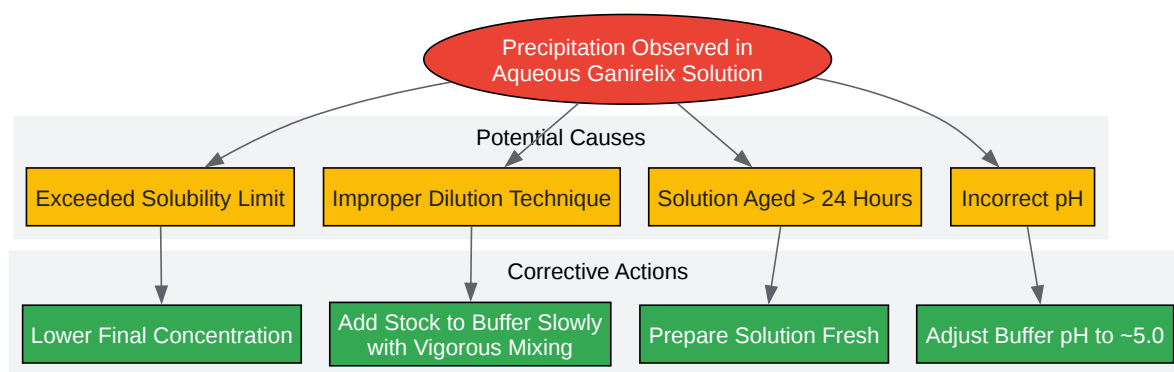 Precipitation Observed in
Aqueous Ganirelix Solution
Potential Causes
Exceeded Solubility Limit
Improper Dilution Technique
Solution Aged > 24 Hours
Incorrect pH
Corrective Actions
Lower Final Concentration
Add Stock to Buffer Slowly
with Vigorous Mixing
Prepare Solution Fresh
Adjust Buffer pH to ~5.0